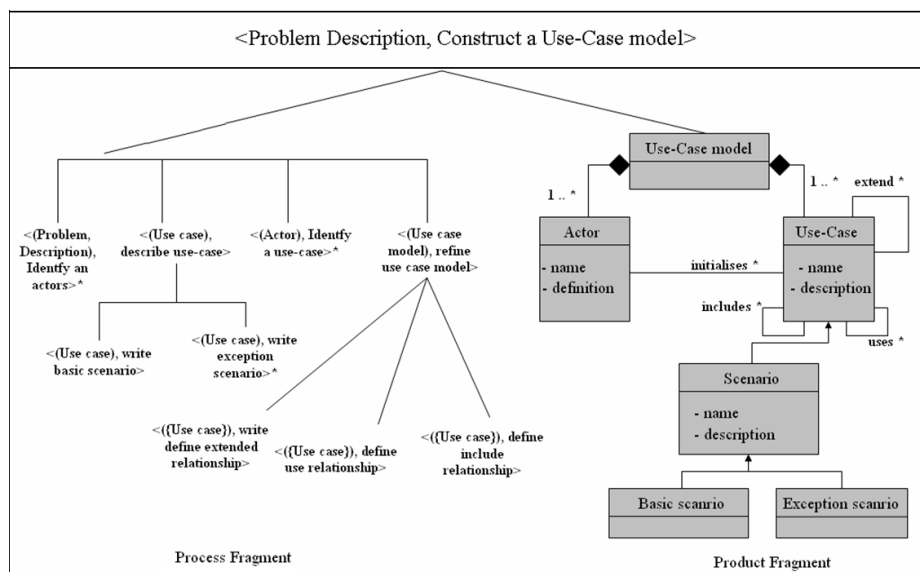 <Problem Description, Construct a Use-Case model>
<(Problem,
Description),
Identfy an
actors>*
<(Use case),
describe use-case>
<(Actor), Identfy
a use-case>*
<(Use case
model), refine
use case model>
<(Use case), write
basic scenario>
<(Use case), write
exception
scenario>*
<({Use case}), write
define extended
relationship>
<({Use case}), define
use relationship>
<({Use case}), define
include
relationship>
Process Fragment
Use-Case model
1 .. *
1 .. *
extend *
Actor
- name
- definition
initialises *
Use-Case
- name
- description
includes *
uses *
Scenario
- name
- description
Basic scanrio
Exception scanrio
Product Fragment